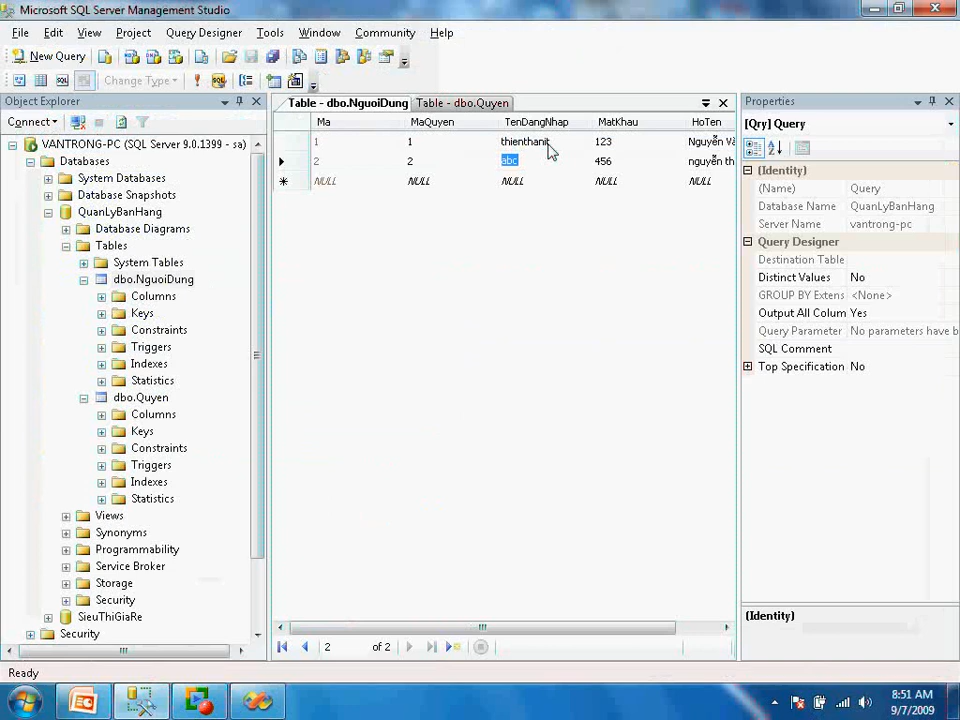 Microsoft SQL Server Management Studio
File Edit View Project Query Designer Tools Window Community Help
New Query
Change Type
Object Explorer
Connect
VANTRONG-PC (SQL Server 9.0.1399 - sa)
Databases
System Databases
Database Snapshots
QuanLyBanHang
Database Diagrams
Tables
System Tables
dbo.NguoiDung
Columns
Keys
Constraints
Triggers
Indexes
Statistics
dbo.Quyen
Columns
Keys
Constraints
Triggers
Indexes
Statistics
Views
Synonyms
Programmability
Service Broker
Storage
Security
SieuThiGiaRe
Security
Table - dbo.NguoiDung Table - dbo.Quyen
Ma MaQuyen TenDangNhap MatKhau HoTen
1 1 thienthanit 123 Nguyễn Vă
2 2 abc 456 nguyễn th
NULL NULL NULL NULL NULL
2 of 2
Properties
[Qry] Query
(Identity)
(Name) Query
Database Name QuanLyBanHang
Server Name vantrong-pc
Query Designer
Destination Table
Distinct Values No
GROUP BY Extens <None>
Output All Colum Yes
Query Parameter No parameters have b
SQL Comment
Top Specification No
(Identity)
Ready
8:51 AM
9/7/2009